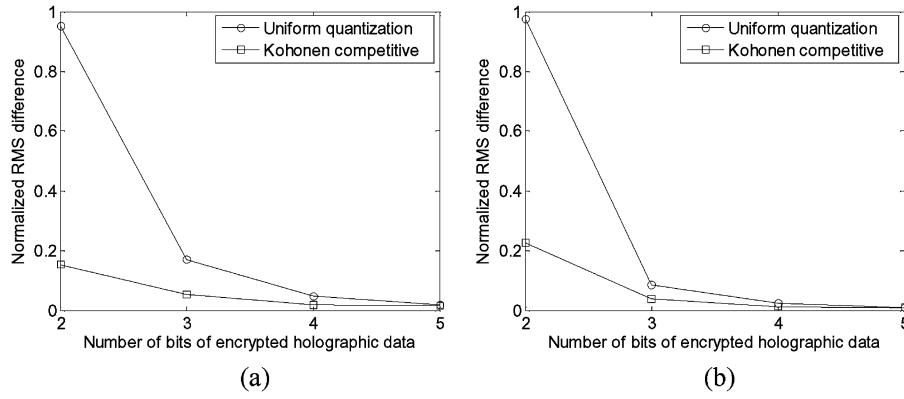 1
0.8
0.6
0.4
0.2
0
Normalized RMS difference
Uniform quantization
Kohonen competitive
2 3 4 5
Number of bits of encrypted holographic data
(a)
1
0.8
0.6
0.4
0.2
0
Normalized RMS difference
Uniform quantization
Kohonen competitive
2 3 4 5
Number of bits of encrypted holographic data
(b)